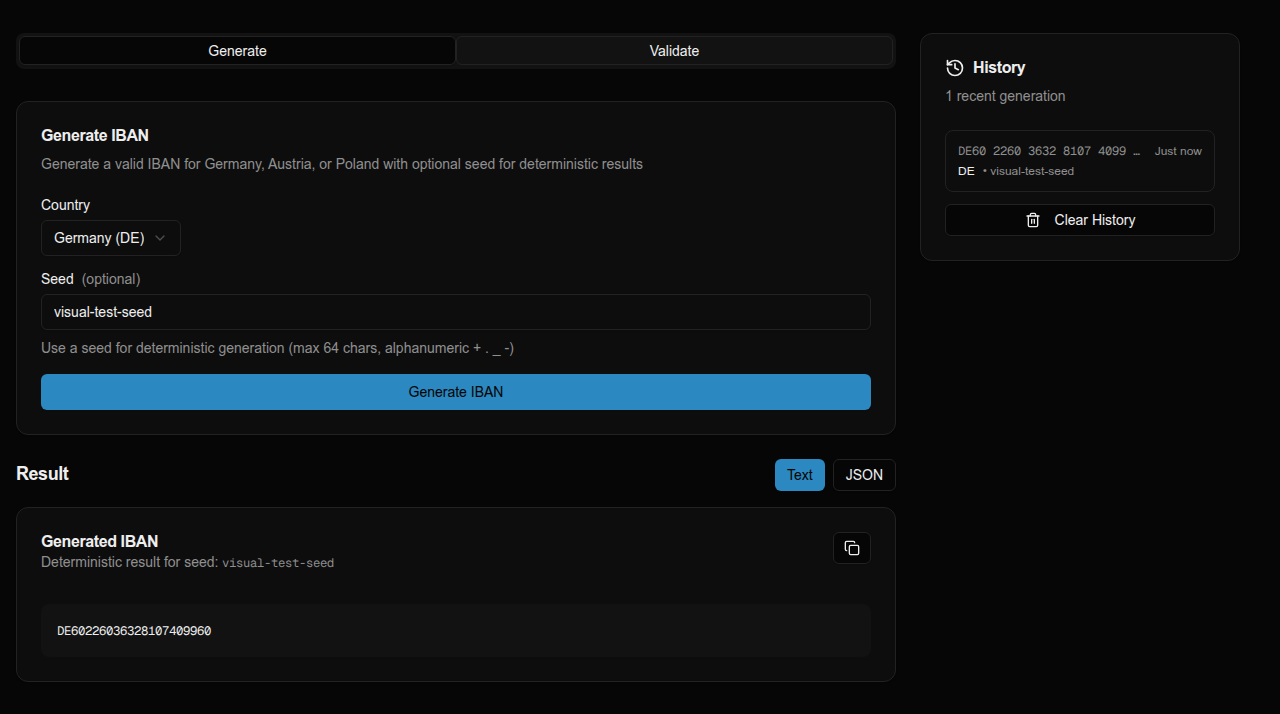 Generate
Validate
Generate IBAN
Generate a valid IBAN for Germany, Austria, or Poland with optional seed for deterministic results
Country
Germany (DE)
Seed (optional)
visual-test-seed
Use a seed for deterministic generation (max 64 chars, alphanumeric + . _ -)
Generate IBAN
Result
Text
JSON
Generated IBAN
Deterministic result for seed: visual-test-seed
DE60226036328107409960
History
1 recent generation
DE60 2260 3632 8107 4099 … Just now
DE • visual-test-seed
Clear History